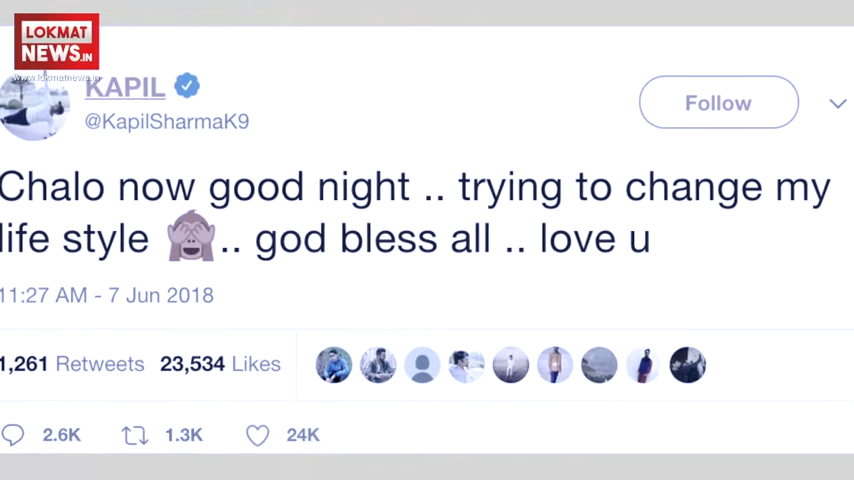 LOKMAT
NEWS.IN
www.lokmatnews.in
KAPIL
@KapilSharmaK9
Follow
Chalo now good night .. trying to change my
life style 🙈.. god bless all .. love u
11:27 AM - 7 Jun 2018
1,261 Retweets 23,534 Likes
2.6K 1.3K 24K